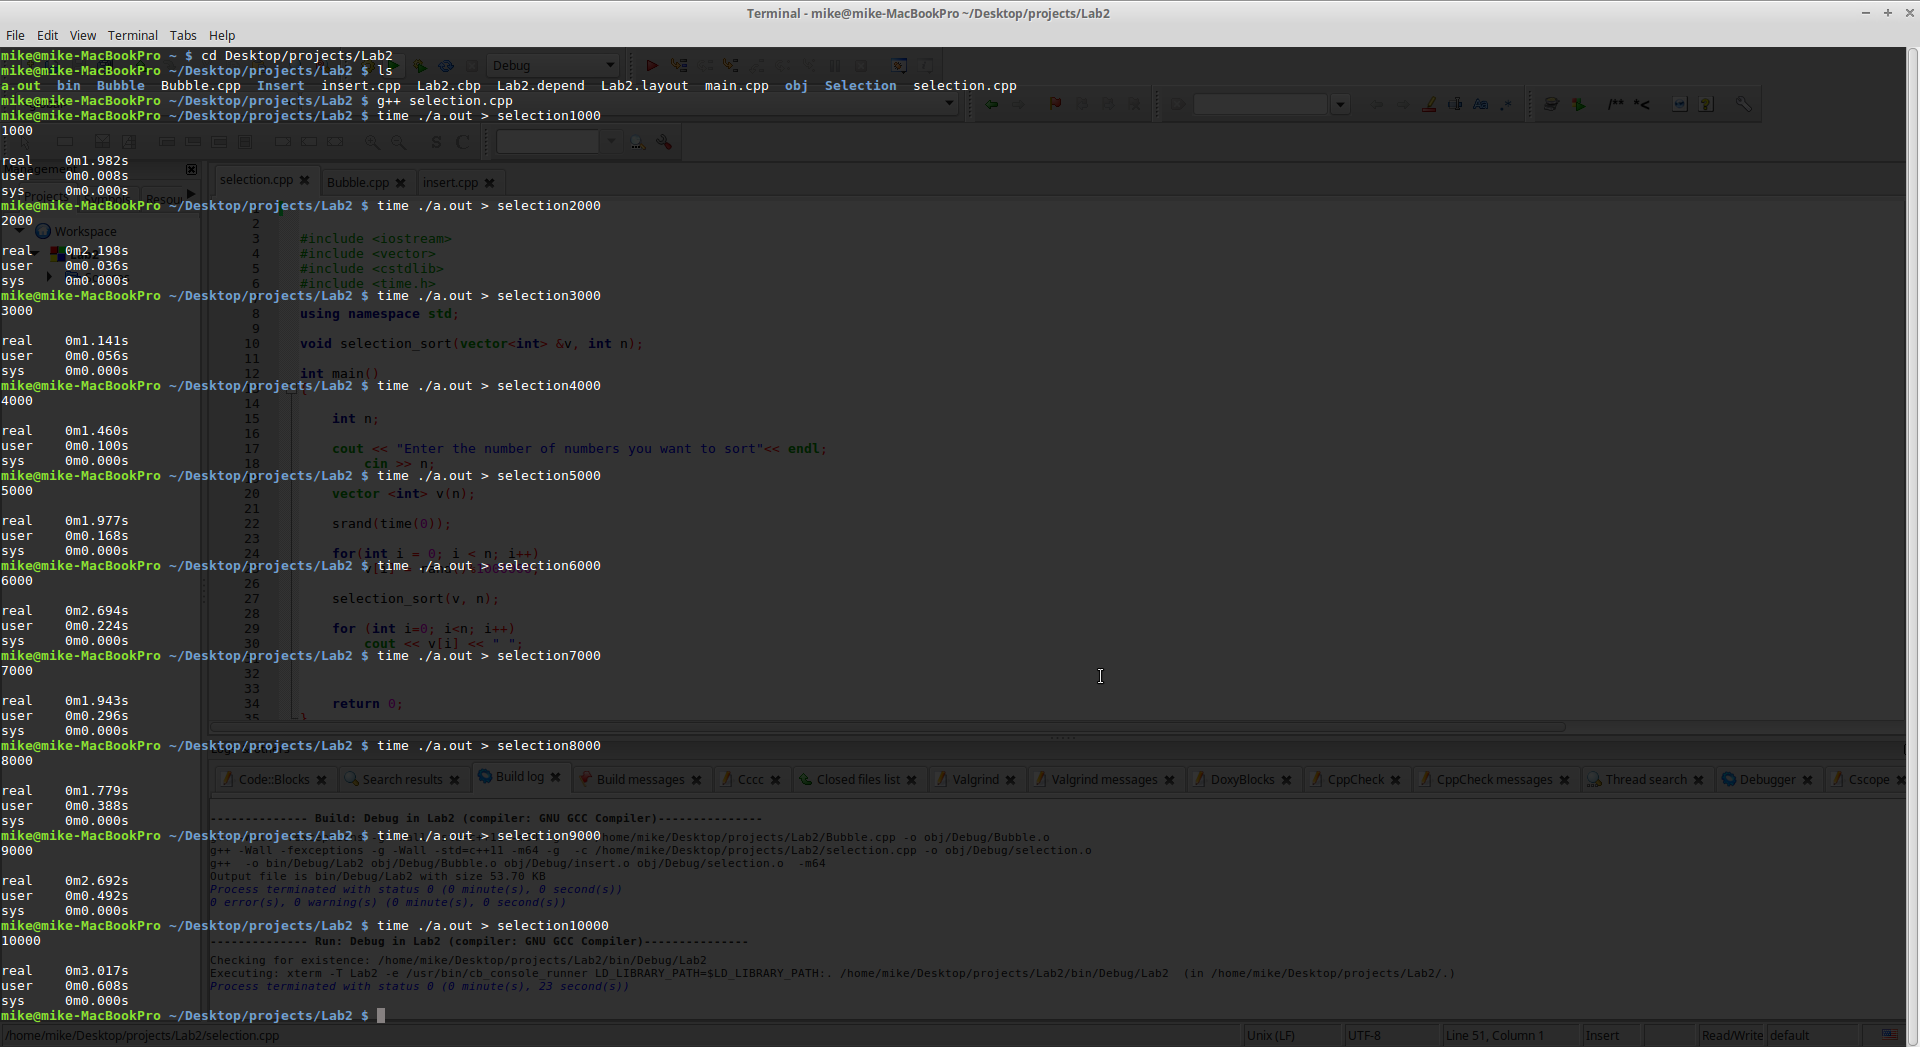 Terminal - mike@mike-MacBookPro ~/Desktop/projects/Lab2
File Edit View Terminal Tabs Help
mike@mike-MacBookPro ~ $ cd Desktop/projects/Lab2
mike@mike-MacBookPro ~/Desktop/projects/Lab2 $ ls
a.out bin Bubble Bubble.cpp Insert insert.cpp Lab2.cbp Lab2.depend Lab2.layout main.cpp obj Selection selection.cpp
mike@mike-MacBookPro ~/Desktop/projects/Lab2 $ g++ selection.cpp
mike@mike-MacBookPro ~/Desktop/projects/Lab2 $ time ./a.out > selection1000
1000
real 0m1.982s
user 0m0.008s
sys 0m0.000s
mike@mike-MacBookPro ~/Desktop/projects/Lab2 $ time ./a.out > selection2000
2000
real 0m2.198s
user 0m0.036s
sys 0m0.000s
mike@mike-MacBookPro ~/Desktop/projects/Lab2 $ time ./a.out > selection3000
3000
real 0m1.141s
user 0m0.056s
sys 0m0.000s
mike@mike-MacBookPro ~/Desktop/projects/Lab2 $ time ./a.out > selection4000
4000
real 0m1.460s
user 0m0.100s
sys 0m0.000s
mike@mike-MacBookPro ~/Desktop/projects/Lab2 $ time ./a.out > selection5000
5000
real 0m1.977s
user 0m0.168s
sys 0m0.000s
mike@mike-MacBookPro ~/Desktop/projects/Lab2 $ time ./a.out > selection6000
6000
real 0m2.694s
user 0m0.224s
sys 0m0.000s
mike@mike-MacBookPro ~/Desktop/projects/Lab2 $ time ./a.out > selection7000
7000
real 0m1.943s
user 0m0.296s
sys 0m0.000s
mike@mike-MacBookPro ~/Desktop/projects/Lab2 $ time ./a.out > selection8000
8000
real 0m1.779s
user 0m0.388s
sys 0m0.000s
mike@mike-MacBookPro ~/Desktop/projects/Lab2 $ time ./a.out > selection9000
9000
real 0m2.692s
user 0m0.492s
sys 0m0.000s
mike@mike-MacBookPro ~/Desktop/projects/Lab2 $ time ./a.out > selection10000
10000
real 0m3.017s
user 0m0.608s
sys 0m0.000s
mike@mike-MacBookPro ~/Desktop/projects/Lab2 $
Debug
/** *<
selection.cpp Bubble.cpp insert.cpp
Workspace
2
3 #include <iostream>
4 #include <vector>
5 #include <cstdlib>
6 #include <time.h>
8 using namespace std;
9
10 void selection_sort(vector<int> &v, int n);
11
12 int main()
14
15 int n;
16
17 cout << "Enter the number of numbers you want to sort"<< endl;
18 cin >> n;
20 vector <int> v(n);
21
22 srand(time(0));
23
24 for(int i = 0; i < n; i++)
26
27 selection_sort(v, n);
28
29 for (int i=0; i<n; i++)
30 cout << v[i] << " ";
32
33
34 return 0;
35 }
Code::Blocks Search results Build log Build messages Cccc Closed files list Valgrind Valgrind messages DoxyBlocks CppCheck CppCheck messages Thread search Debugger Cscope
-------------- Build: Debug in Lab2 (compiler: GNU GCC Compiler)---------------
/home/mike/Desktop/projects/Lab2/Bubble.cpp -o obj/Debug/Bubble.o
g++ -Wall -fexceptions -g -Wall -std=c++11 -m64 -g -c /home/mike/Desktop/projects/Lab2/selection.cpp -o obj/Debug/selection.o
g++ -o bin/Debug/Lab2 obj/Debug/Bubble.o obj/Debug/insert.o obj/Debug/selection.o -m64
Output file is bin/Debug/Lab2 with size 53.70 KB
Process terminated with status 0 (0 minute(s), 0 second(s))
0 error(s), 0 warning(s) (0 minute(s), 0 second(s))
-------------- Run: Debug in Lab2 (compiler: GNU GCC Compiler)---------------
Checking for existence: /home/mike/Desktop/projects/Lab2/bin/Debug/Lab2
Executing: xterm -T Lab2 -e /usr/bin/cb_console_runner LD_LIBRARY_PATH=$LD_LIBRARY_PATH:. /home/mike/Desktop/projects/Lab2/bin/Debug/Lab2 (in /home/mike/Desktop/projects/Lab2/.)
Process terminated with status 0 (0 minute(s), 23 second(s))
/home/mike/Desktop/projects/Lab2/selection.cpp Unix (LF) UTF-8 Line 51, Column 1 Insert Read/Write default